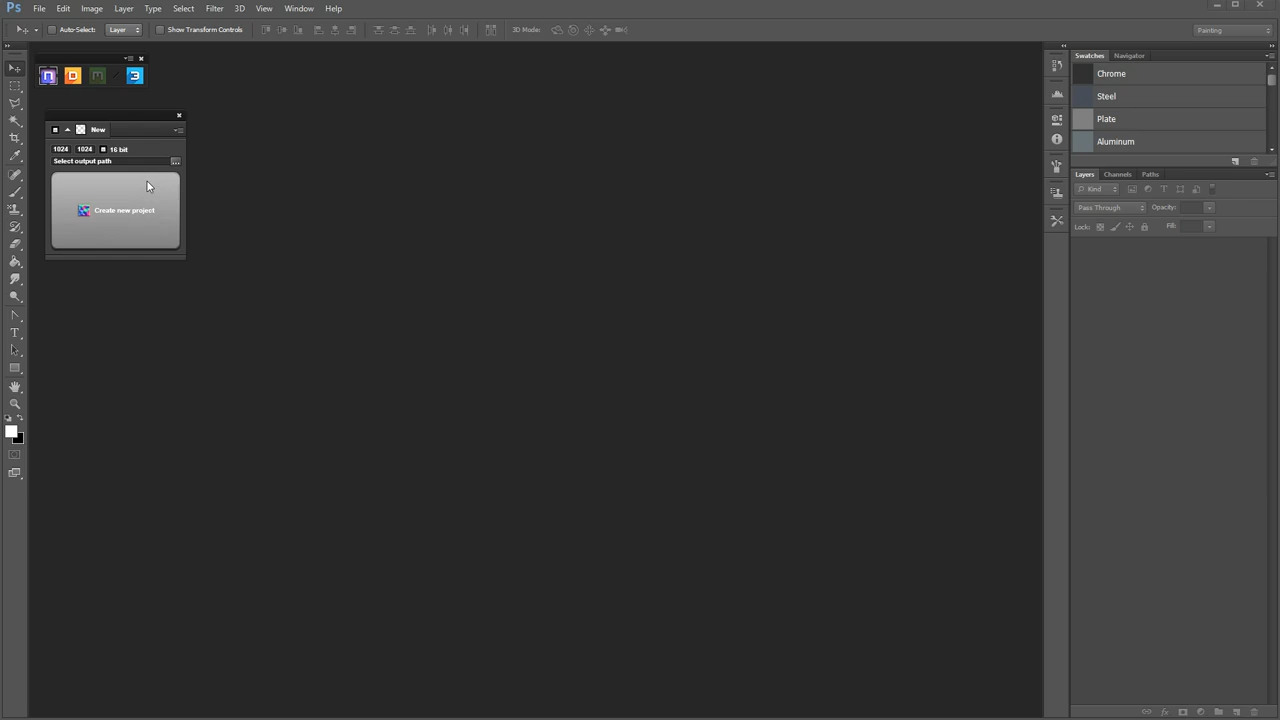 Ps File Edit Image Layer Type Select Filter 3D View Window Help
Auto-Select: Layer Show Transform Controls 3D Mode: Painting
n D m 3
New
1024 1024 16 bit
Select output path
Create new project
Swatches Navigator
Chrome
Steel
Plate
Aluminum
Layers Channels Paths
Kind T
Pass Through Opacity:
Lock: Fill:
T